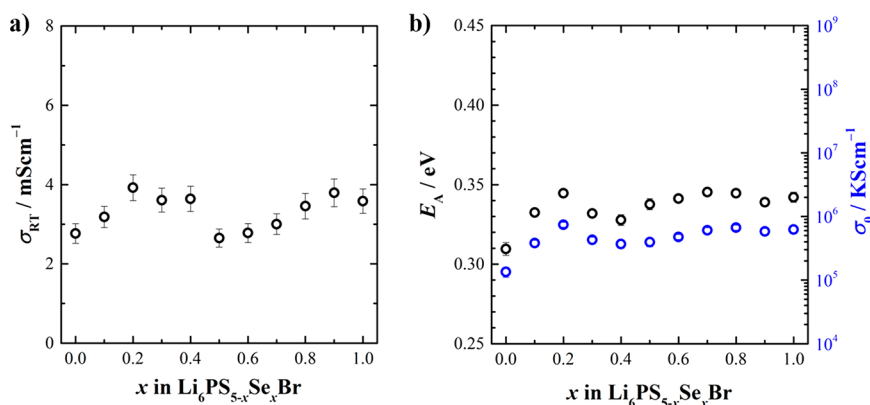 a)
σRT / mScm⁻¹
8
6
4
2
0
0.0 0.2 0.4 0.6 0.8 1.0
x in Li₆PS₅₋ₓSeₓBr
b)
EA / eV
0.45
0.40
0.35
0.30
0.25
0.0 0.2 0.4 0.6 0.8 1.0
x in Li₆PS₅₋ₓSeₓBr
10⁹
10⁸
10⁷
10⁶
10⁵
10⁴
σ₀ / KScm⁻¹